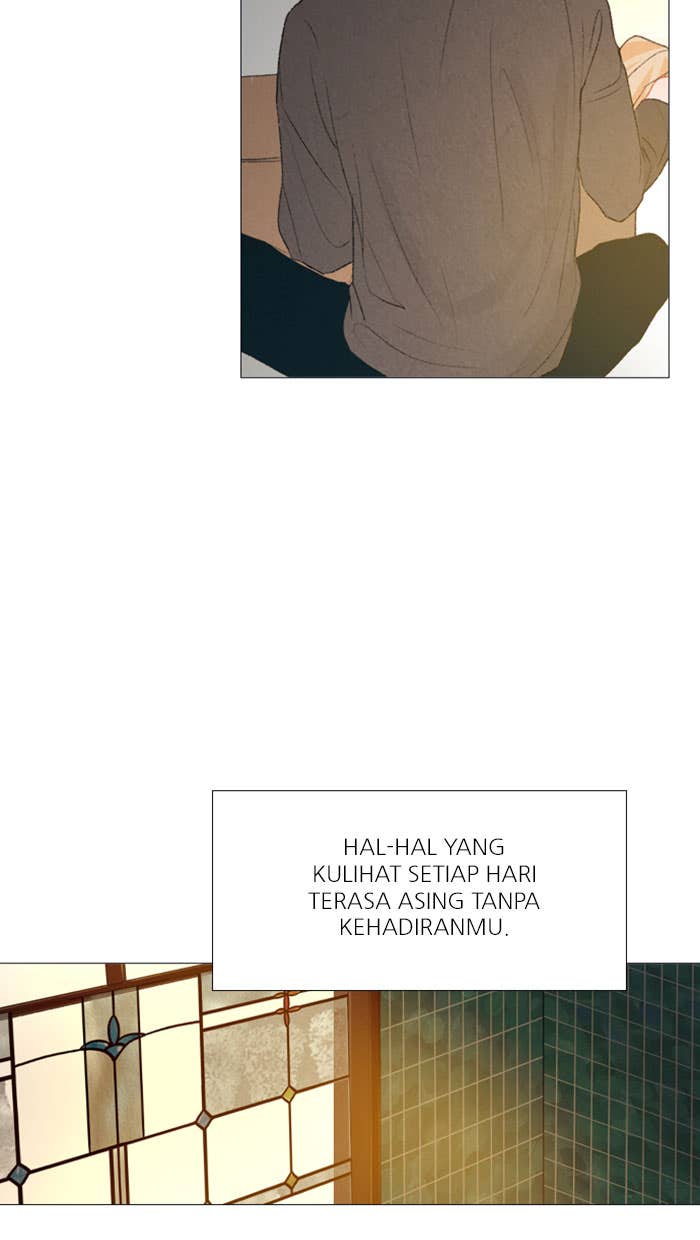 HAL-HAL YANG
KULIHAT SETIAP HARI
TERASA ASING TANPA
KEHADIRANMU.